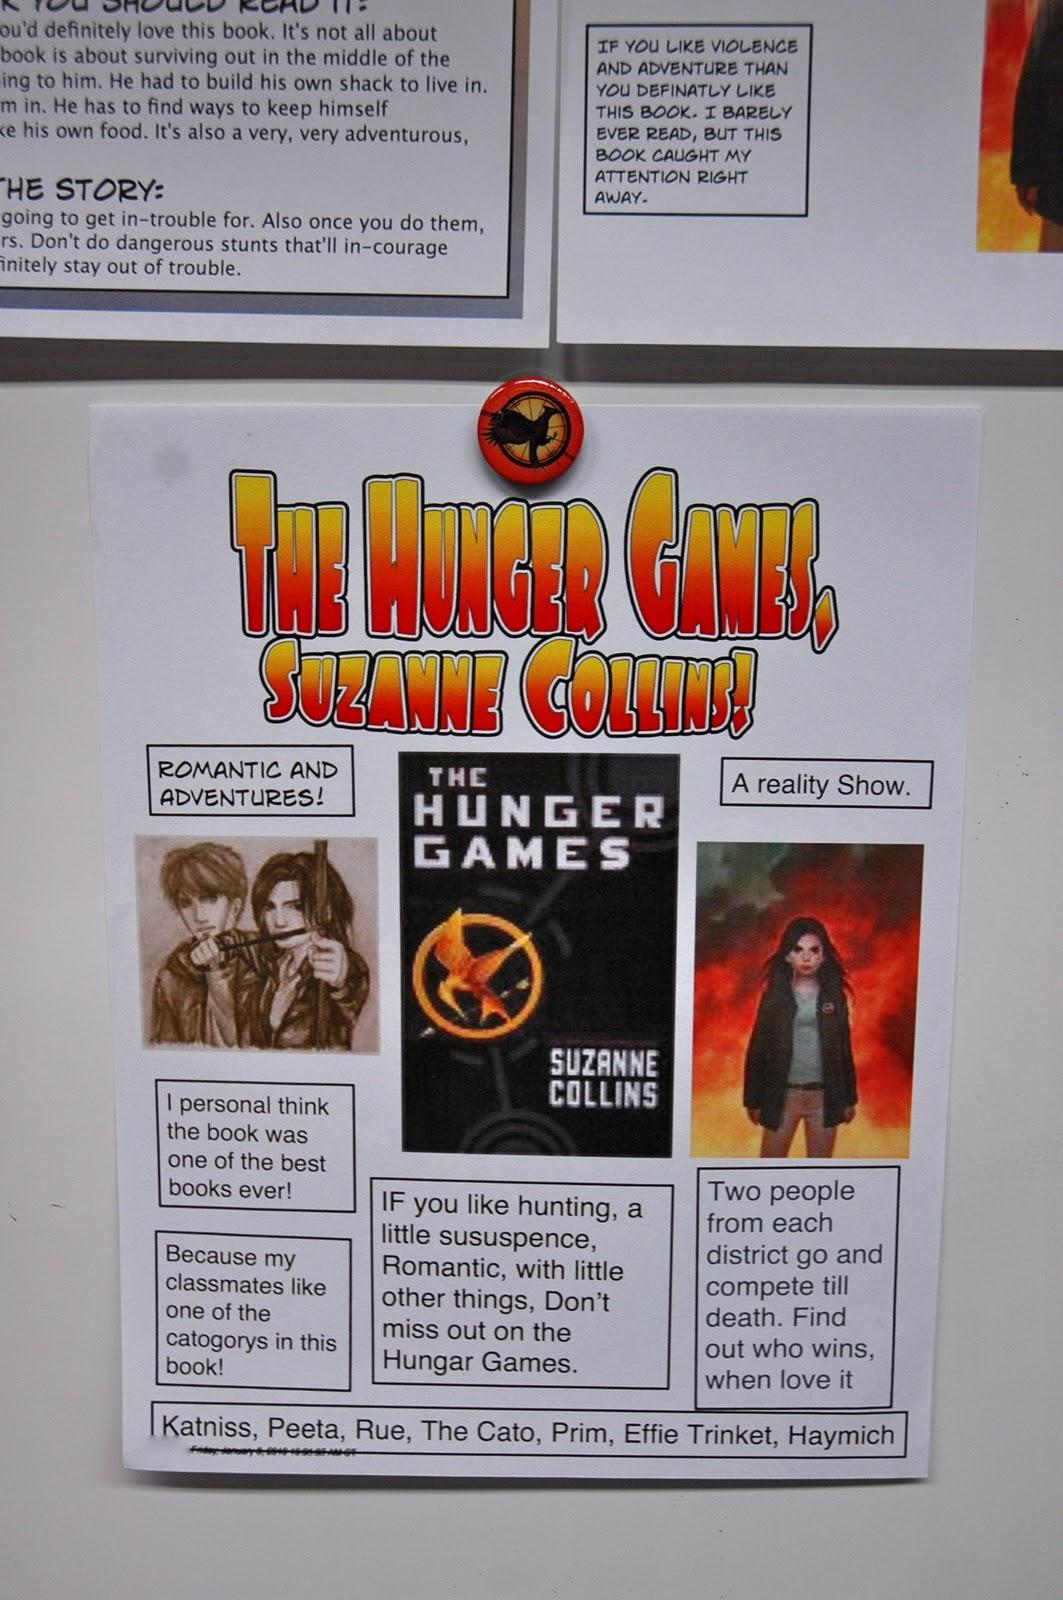 YOU SHOULD READ IT:
ou'd definitely love this book. It's not all about
book is about surviving out in the middle of the
ing to him. He had to build his own shack to live in.
m in. He has to find ways to keep himself
ke his own food. It's also a very, very adventurous,
THE STORY:
going to get in-trouble for. Also once you do them,
rs. Don't do dangerous stunts that'll in-courage
finitely stay out of trouble.
IF YOU LIKE VIOLENCE
AND ADVENTURE THAN
YOU DEFINATLY LIKE
THIS BOOK. I BARELY
EVER READ, BUT THIS
BOOK CAUGHT MY
ATTENTION RIGHT
AWAY.
THE HUNGER GAMES,
SUZANNE COLLINS!
ROMANTIC AND
ADVENTURES!
THE
HUNGER
GAMES
SUZANNE
COLLINS
A reality Show.
I personal think
the book was
one of the best
books ever!
Because my
classmates like
one of the
catogorys in this
book!
IF you like hunting, a
little sususpence,
Romantic, with little
other things, Don't
miss out on the
Hungar Games.
Two people
from each
district go and
compete till
death. Find
out who wins,
when love it
Katniss, Peeta, Rue, The Cato, Prim, Effie Trinket, Haymich